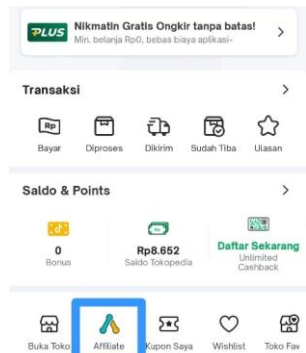 PLUS
Nikmatin Gratis Ongkir tanpa batas!
Min. belanja Rp0, bebas biaya aplikasi~
Transaksi
Rp
Bayar Diproses Dikirim Sudah Tiba Ulasan
Saldo & Points
0 Rp8.652 Daftar Sekarang
Bonus Saldo Tokopedia Unlimited
Cashback
Buka Toko Affiliate Kupon Saya Wishlist Toko Fav